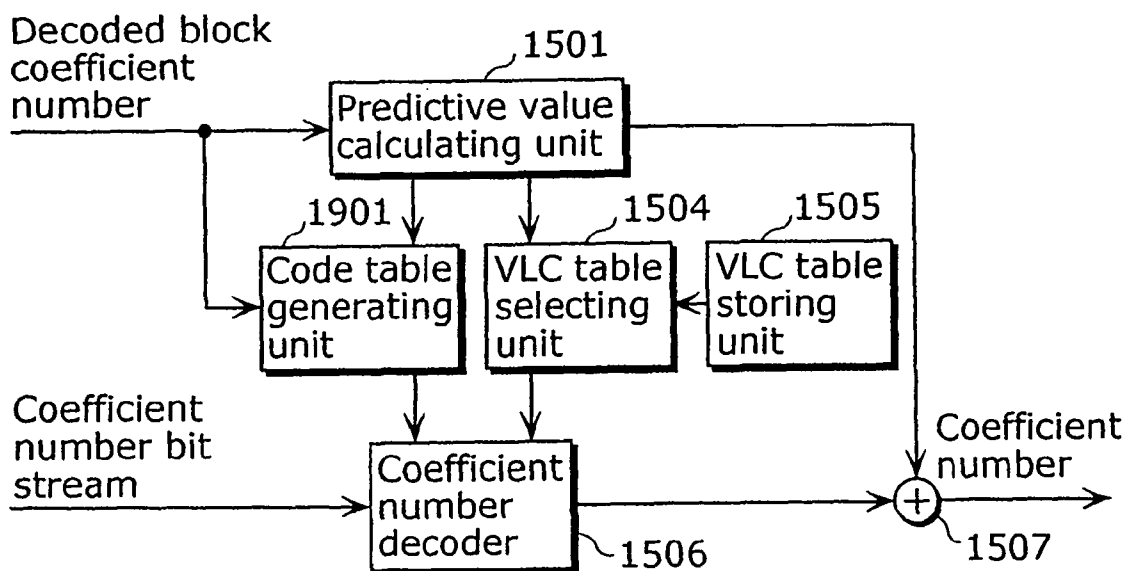 Decoded block
coefficient
number
1501
Predictive value
calculating unit
1901
Code table
generating
unit
1504
VLC table
selecting
unit
1505
VLC table
storing
unit
Coefficient
number bit
stream
Coefficient
number
decoder
1506
Coefficient
number
+
1507